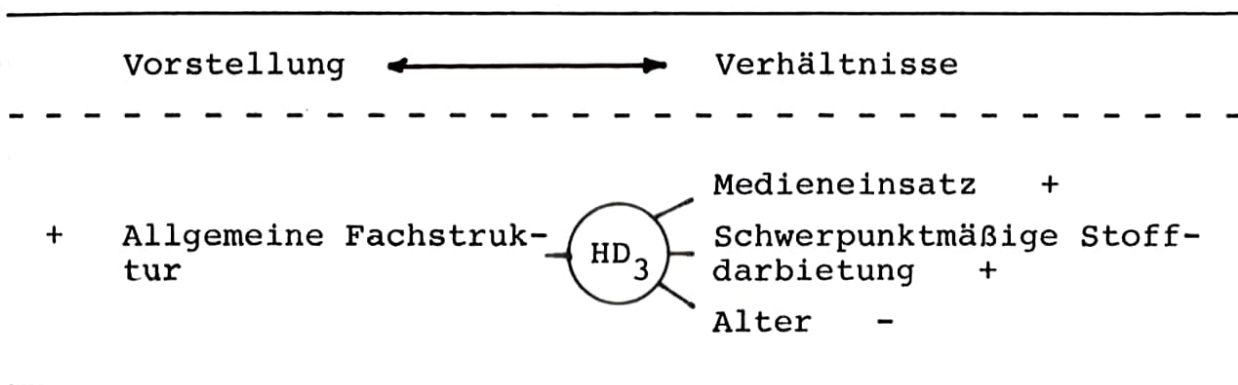 Vorstellung Verhältnisse
Medieneinsatz +
+ Allgemeine Fachstruk- Schwerpunktmäßige Stoff-
tur HD3 darbietung +
Alter -